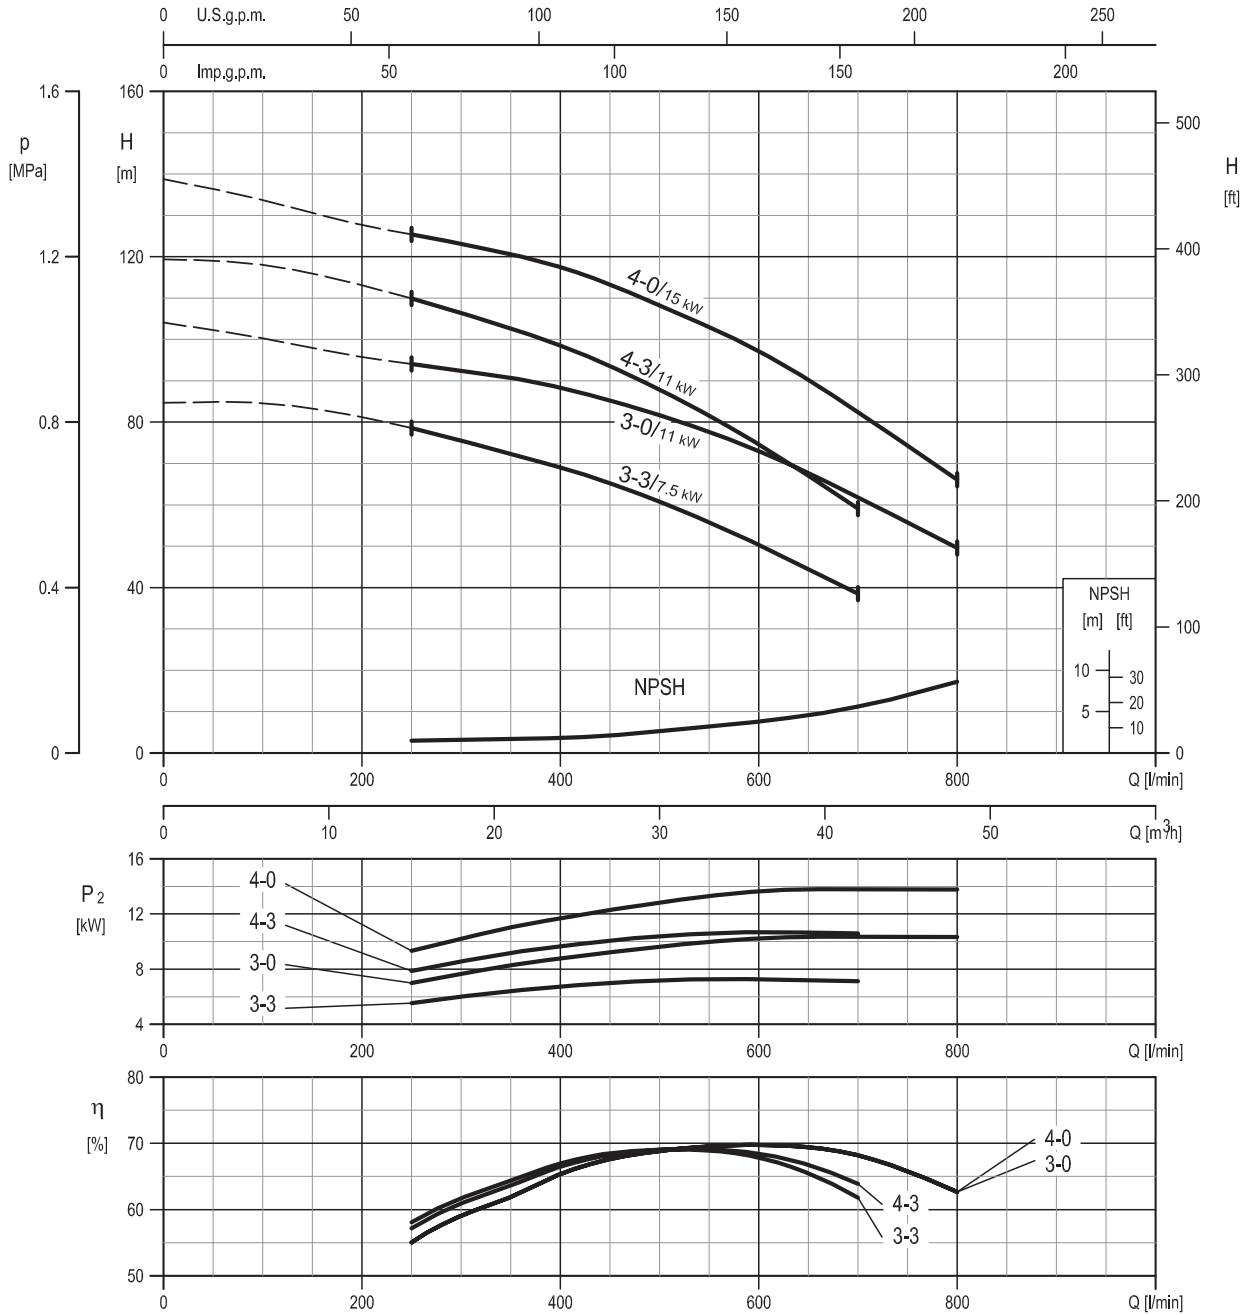 0 U.S.g.p.m. 50 100 150 200 250
0 Imp.g.p.m. 50 100 150 200
1.6 160
p H 500
[MPa] [m] H
[ft]
1.2 120 400
4-0/15 kW
300
4-3/11 kW
0.8 80 3-0/11 kW
3-3/7.5 kW
200
0.4 40
NPSH
[m] [ft]
100
10 30
NPSH
5 20
10
0 0 0
0 200 400 600 800 Q [l/min]
0 10 20 30 40 50 Q [m³/h]
16
4-0
P2
[kW] 12
4-3
3-0
8
3-3
4
0 200 400 600 800 Q [l/min]
80
η
[%] 70
4-0
3-0
60
4-3
3-3
50
0 200 400 600 800 Q [l/min]